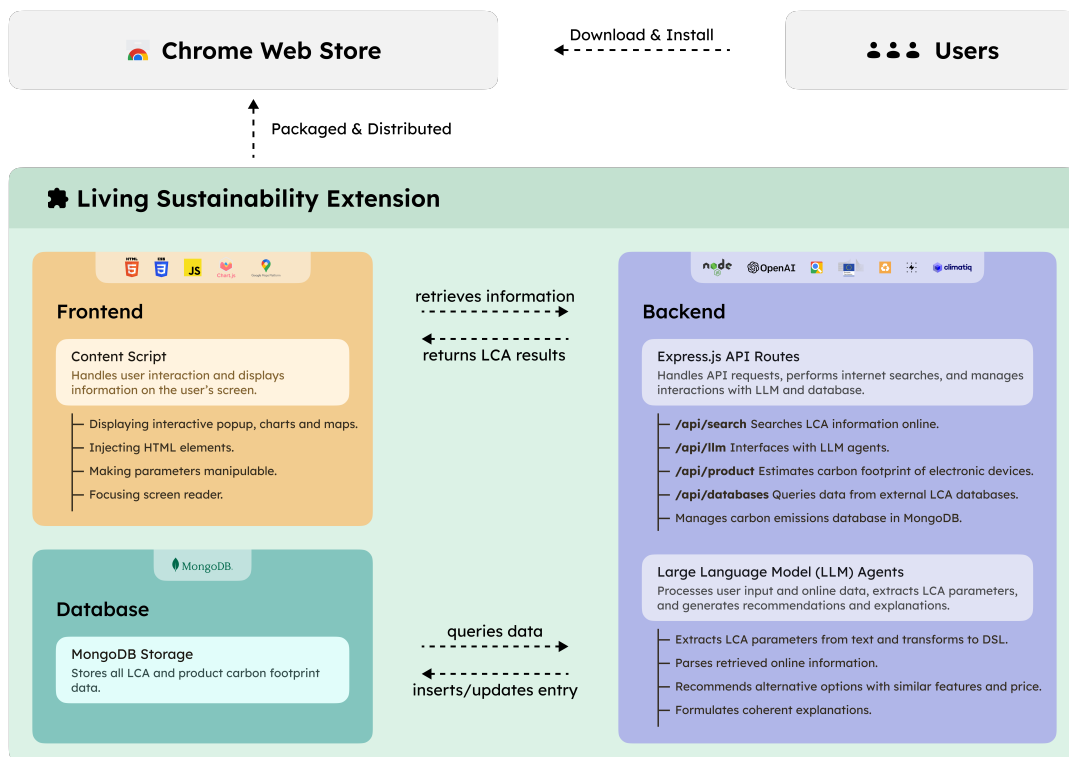 Chrome Web Store
Download & Install
Users
Packaged & Distributed
Living Sustainability Extension
HTML
CSS
JS
Chart.js
Google Maps Platform
Frontend
Content Script
Handles user interaction and displays
information on the user’s screen.
Displaying interactive popup, charts and maps.
Injecting HTML elements.
Making parameters manipulable.
Focusing screen reader.
retrieves information
returns LCA results
node
OpenAI
climatiq
Backend
Express.js API Routes
Handles API requests, performs internet searches, and manages
interactions with LLM and database.
/api/search Searches LCA information online.
/api/llm Interfaces with LLM agents.
/api/product Estimates carbon footprint of electronic devices.
/api/databases Queries data from external LCA databases.
Manages carbon emissions database in MongoDB.
Large Language Model (LLM) Agents
Processes user input and online data, extracts LCA parameters,
and generates recommendations and explanations.
Extracts LCA parameters from text and transforms to DSL.
Parses retrieved online information.
Recommends alternative options with similar features and price.
Formulates coherent explanations.
MongoDB
Database
MongoDB Storage
Stores all LCA and product carbon footprint
data.
queries data
inserts/updates entry